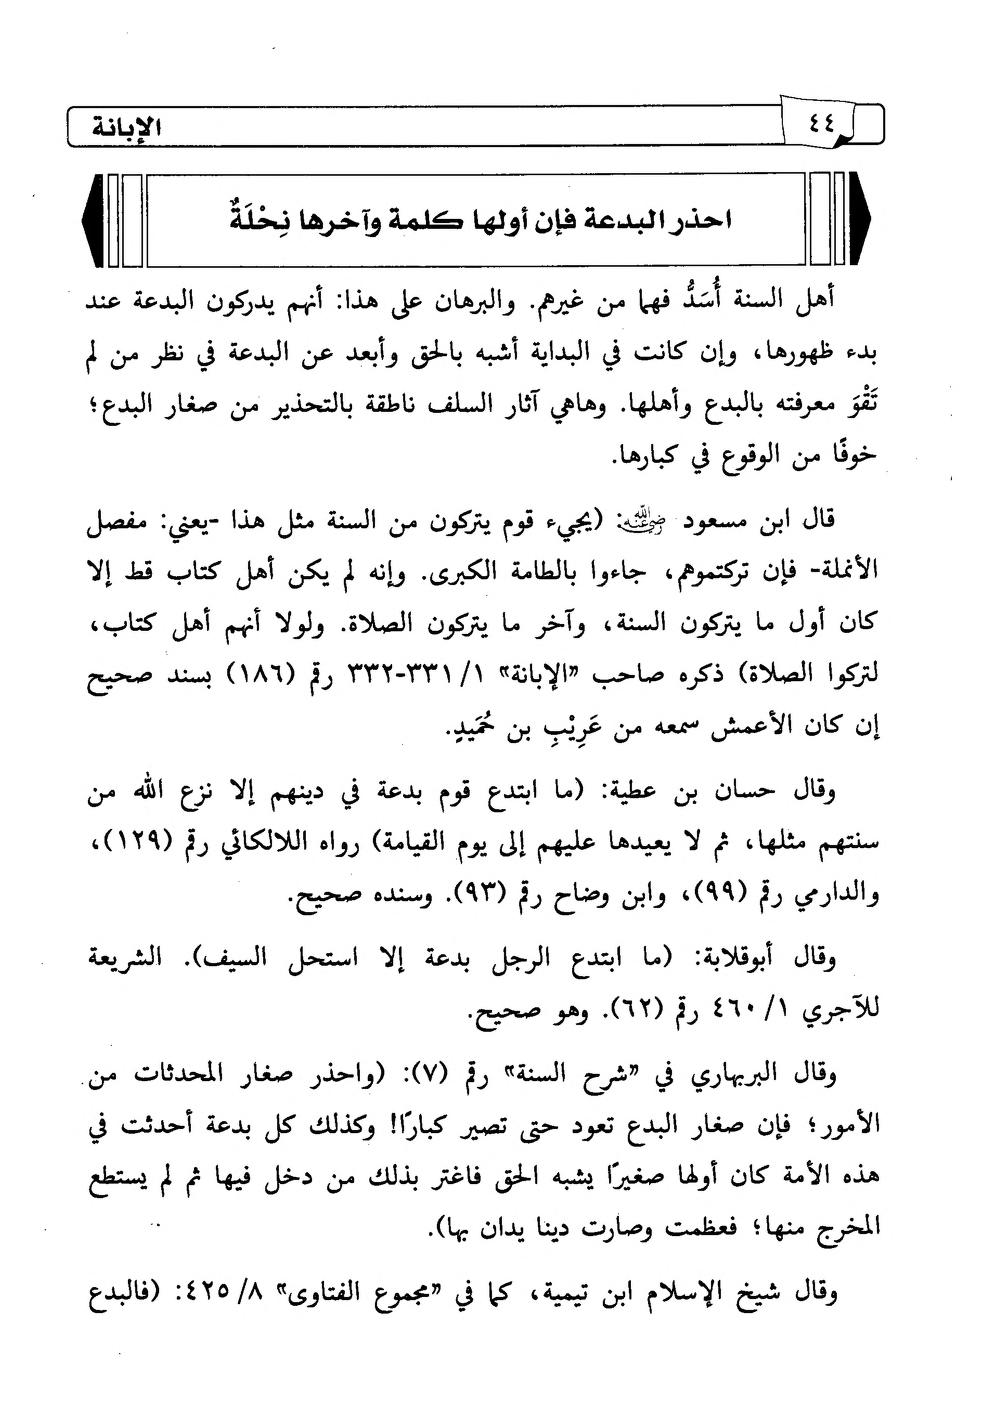 ٤٤
الإبانة
احذر البدعة فإن أولها كلمة وآخرها نِحْلَةٌ
أهل السنة أَسَدُّ فهما من غيرهم. والبرهان على هذا: أنهم يدركون البدعة عند
بدء ظهورها، وإن كانت في البداية أشبه بالحق وأبعد عن البدعة في نظر من لم
تَقْوَ معرفته بالبدع وأهلها. وهاهي آثار السلف ناطقة بالتحذير من صغار البدع؛
خوفًا من الوقوع في كبارها.
قال ابن مسعود رضي الله عنه: (يجيء قوم يتركون من السنة مثل هذا -يعني: مفصل
الأنملة- فإن تركتموهم، جاءوا بالطامة الكبرى. وإنه لم يكن أهل كتاب قط إلا
كان أول ما يتركون السنة، وآخر ما يتركون الصلاة. ولولا أنهم أهل كتاب،
لتركوا الصلاة) ذكره صاحب "الإبانة" ١/ ٣٣١-٣٣٢ رقم (١٨٦) بسند صحيح
إن كان الأعمش سمعه من عَرِيْبِ بن حُمَيدٍ.
وقال حسان بن عطية: (ما ابتدع قوم بدعة في دينهم إلا نزع الله من
سنتهم مثلها، ثم لا يعيدها عليهم إلى يوم القيامة) رواه اللالكائي رقم (١٢٩)،
والدارمي رقم (٩٩)، وابن وضاح رقم (٩٣). وسنده صحيح.
وقال أبوقلابة: (ما ابتدع الرجل بدعة إلا استحل السيف). الشريعة
للآجري ١/ ٤٦٠ رقم (٦٢). وهو صحيح.
وقال البربهاري في "شرح السنة" رقم (٧): (واحذر صغار المحدثات من
الأمور؛ فإن صغار البدع تعود حتى تصير كبارًا! وكذلك كل بدعة أحدثت في
هذه الأمة كان أولها صغيرًا يشبه الحق فاغتر بذلك من دخل فيها ثم لم يستطع
المخرج منها؛ فعظمت وصارت دينا يدان بها).
وقال شيخ الإسلام ابن تيمية، كما في "مجموع الفتاوى" ٨/ ٤٢٥: (فالبدع